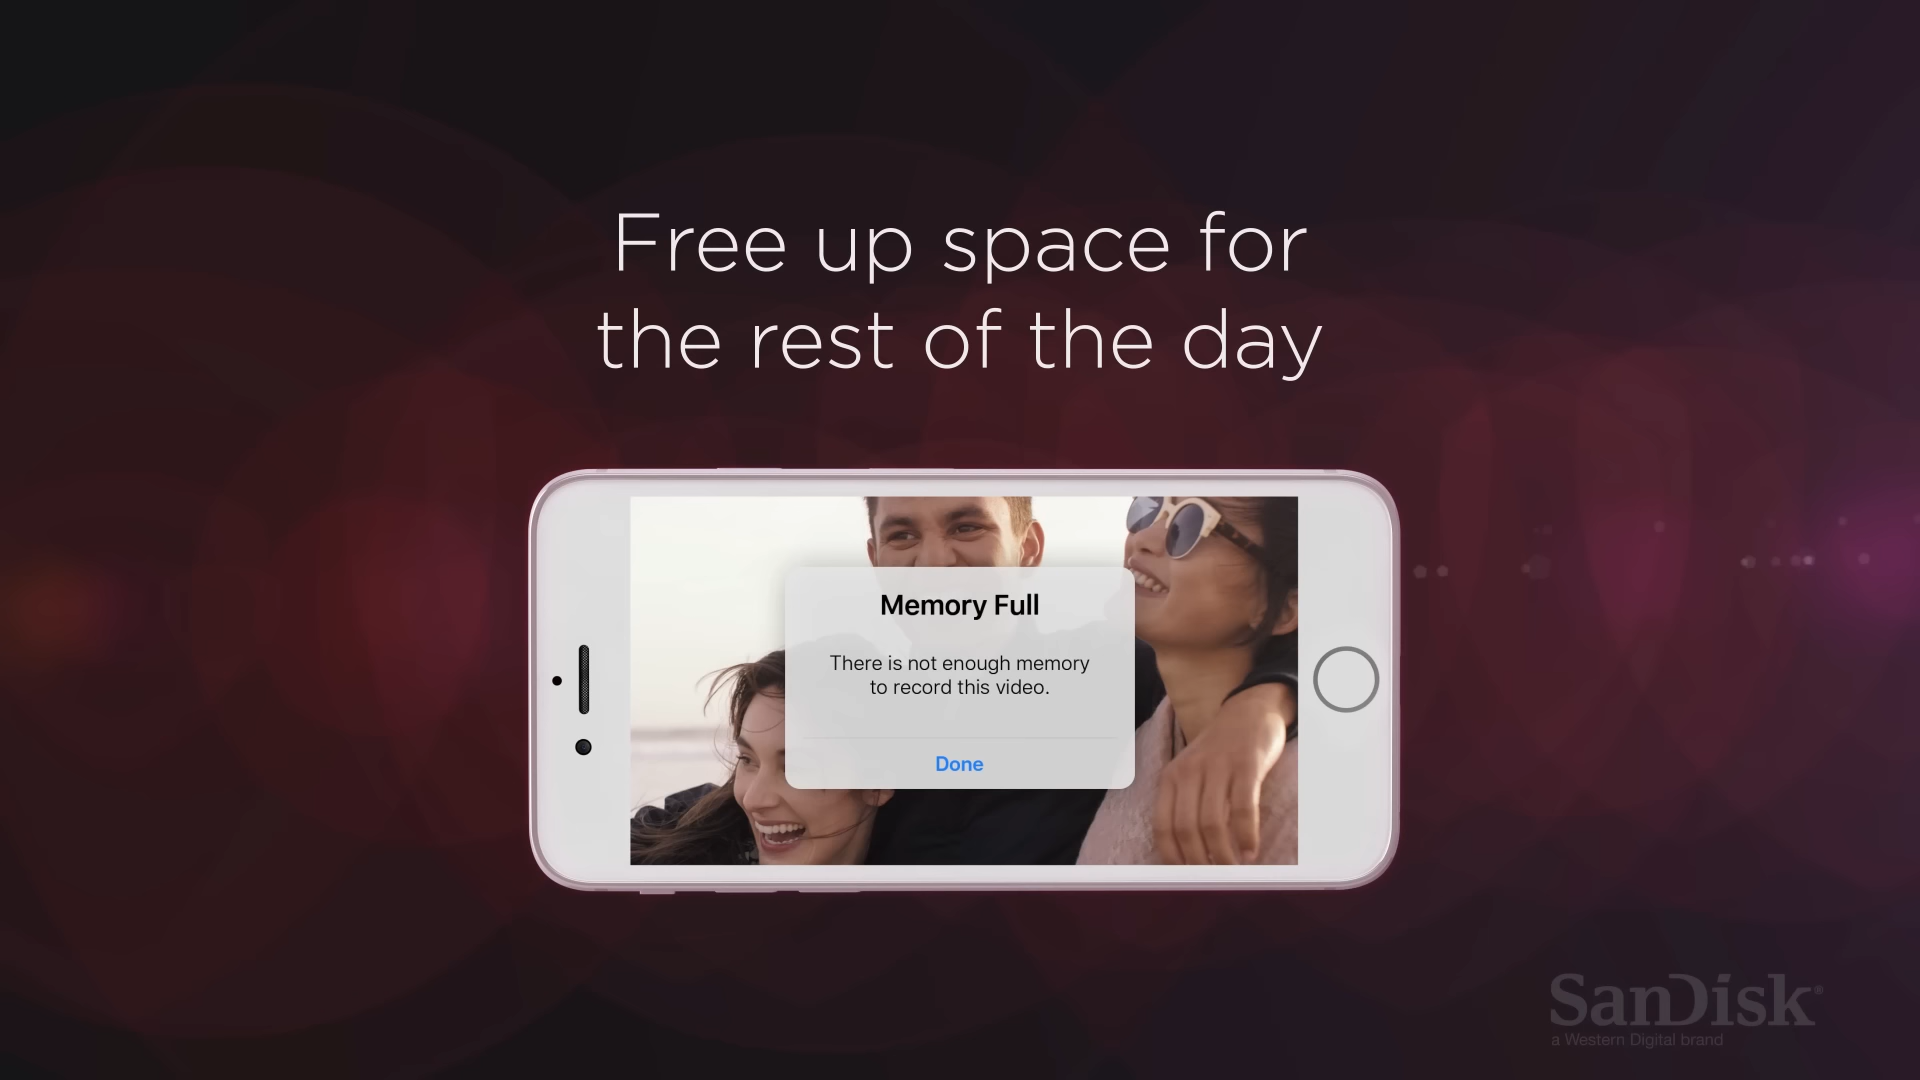 Free up space for
the rest of the day
Memory Full
There is not enough memory
to record this video.
Done
SanDisk®
a Western Digital brand